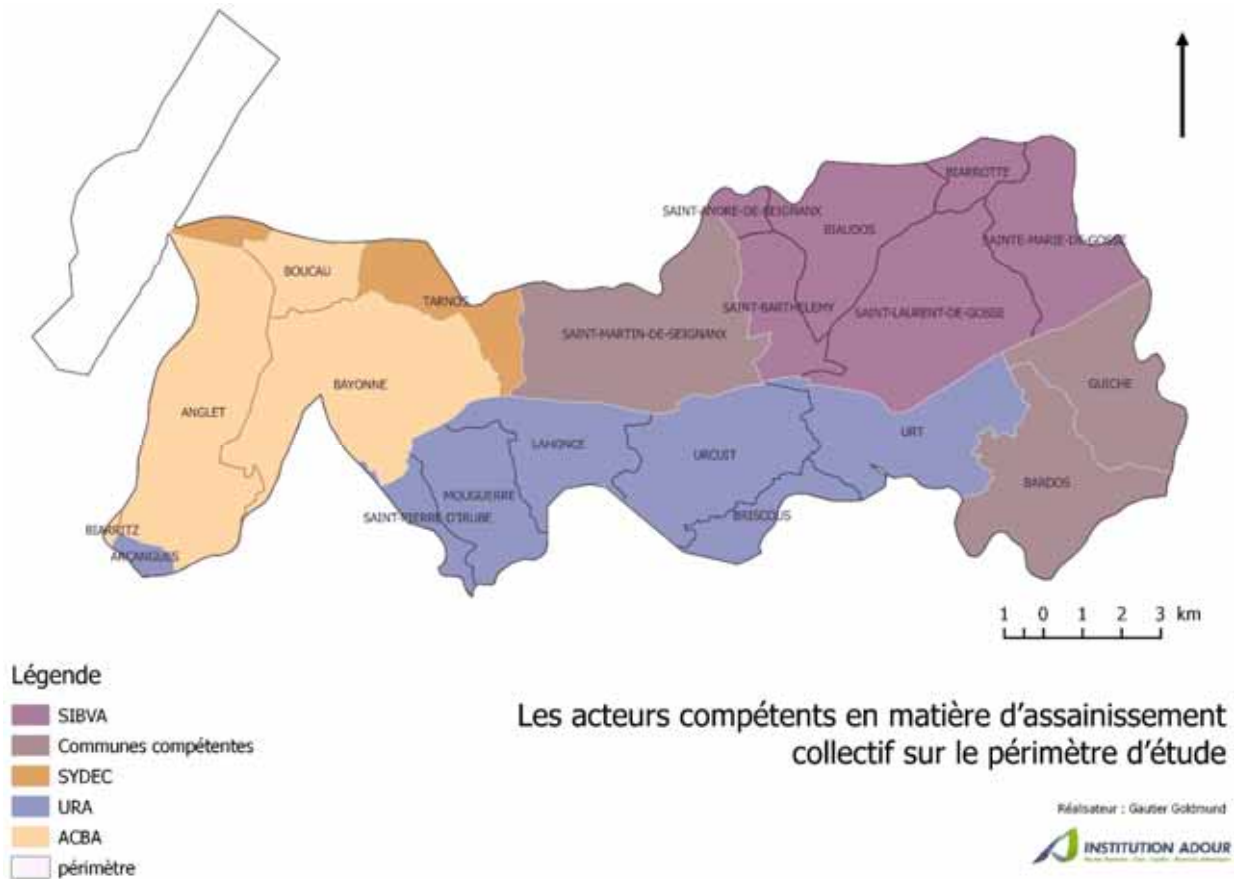 SAINT-ANDRE-DE-SEIGNANX
BIARROTTE
BIAUDOS
SAINTE-MARIE-DE-GOSSE
BOUCAU
TARNOS
SAINT-BARTHELEMY
SAINT-LAURENT-DE-GOSSE
SAINT-MARTIN-DE-SEIGNANX
GUICHE
BAYONNE
ANGLET
LAHONCE
URCUIT
URT
BARDOS
MOUGUERRE
SAINT-PIERRE-D'IRUBE
BRISCOUS
BIARRITZ
ARCANGUES
1 0 1 2 3 km
Légende
SIBVA
Communes compétentes
SYDEC
URA
ACBA
périmètre
Les acteurs compétents en matière d'assainissement
collectif sur le périmètre d'étude
Réalisateur : Gautier Goldmund
INSTITUTION ADOUR